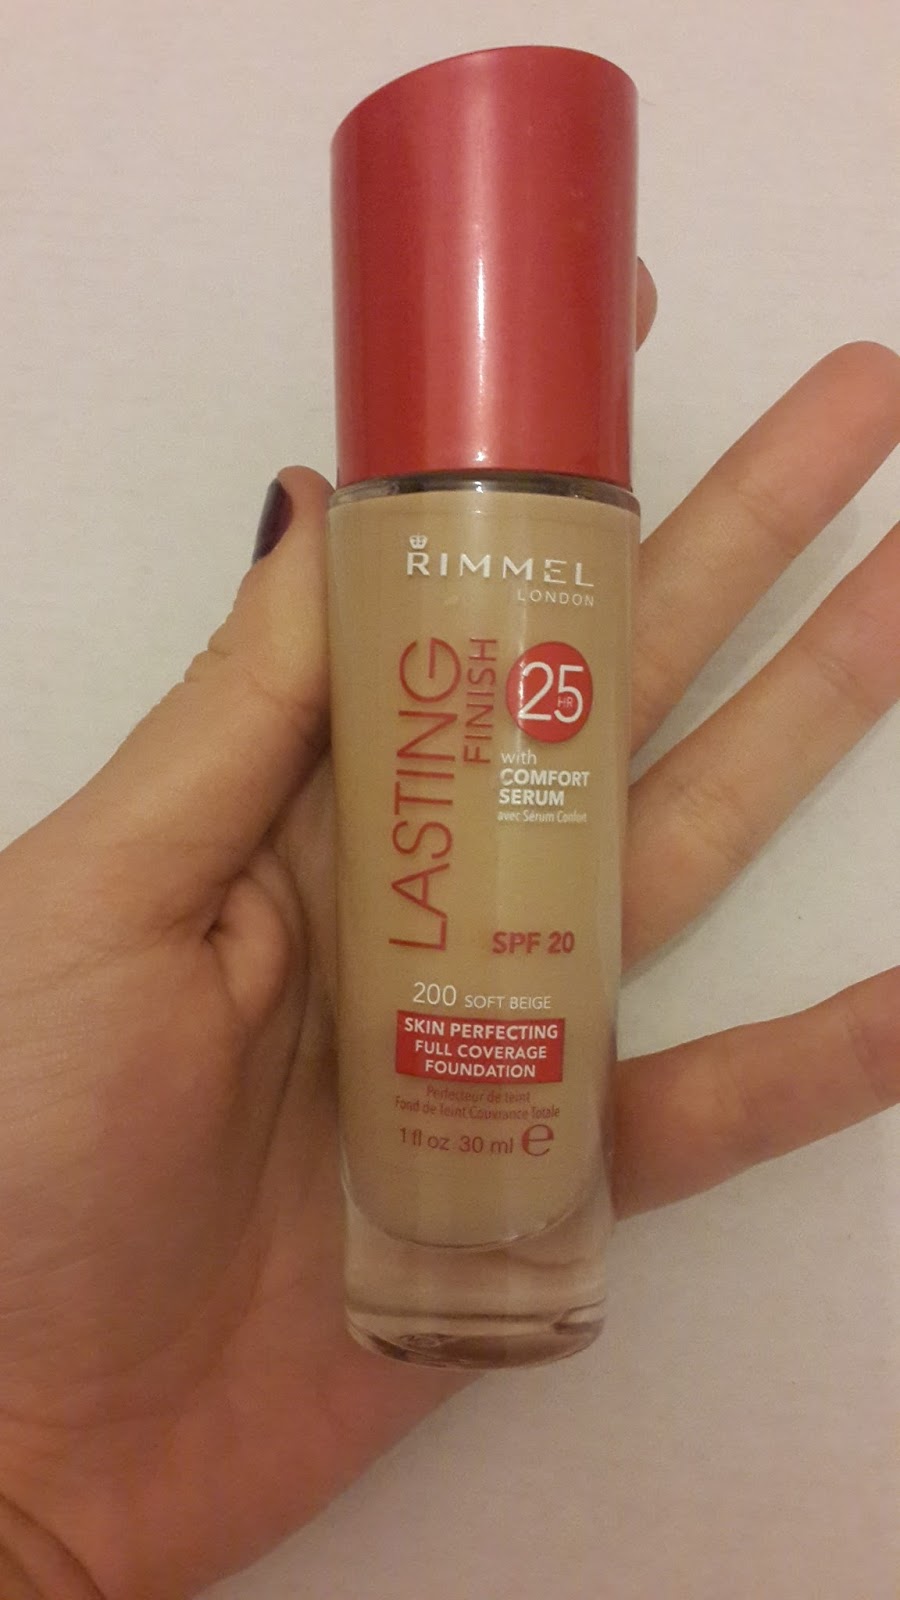 RIMMEL
LONDON
LASTING
FINISH
25
HR
with
COMFORT
SERUM
avec Sérum Confort
SPF 20
200 SOFT BEIGE
SKIN PERFECTING
FULL COVERAGE
FOUNDATION
Perfecteur de teint
Fond de Teint Couvrance Totale
1 fl oz 30 ml e